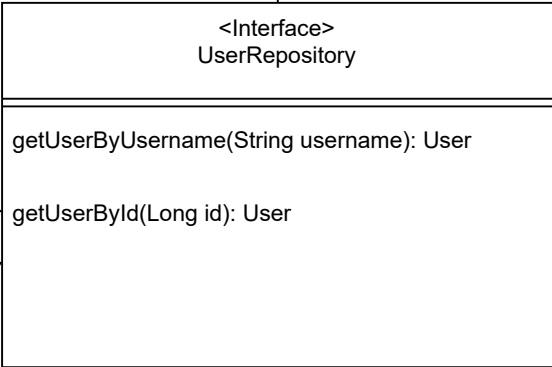 <Interface>
UserRepository
getUserByUsername(String username): User
getUserById(Long id): User